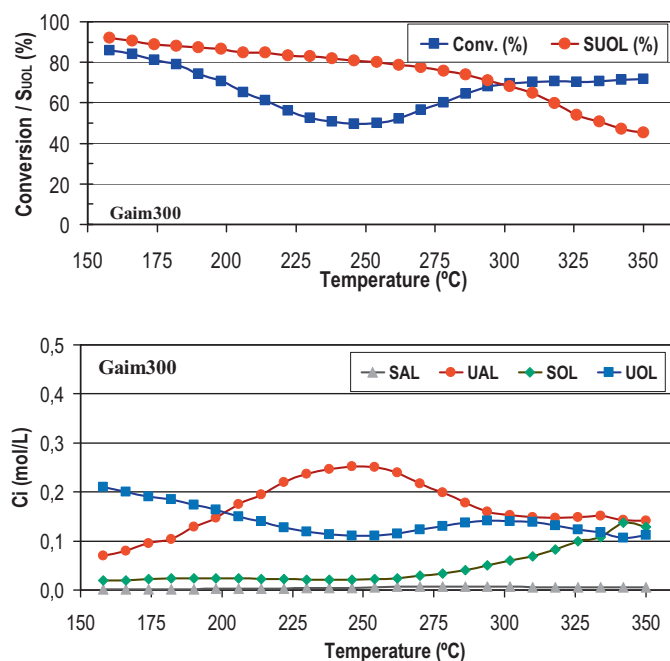 100
80
60
40
20
0
Conversion / SUOL (%)
Conv. (%) SUOL (%)
Gaim300
150 175 200 225 250 275 300 325 350
Temperature (ºC)
0,5
0,4
0,3
0,2
0,1
0,0
Ci (mol/L)
Gaim300
SAL UAL SOL UOL
150 175 200 225 250 275 300 325 350
Temperature (ºC)